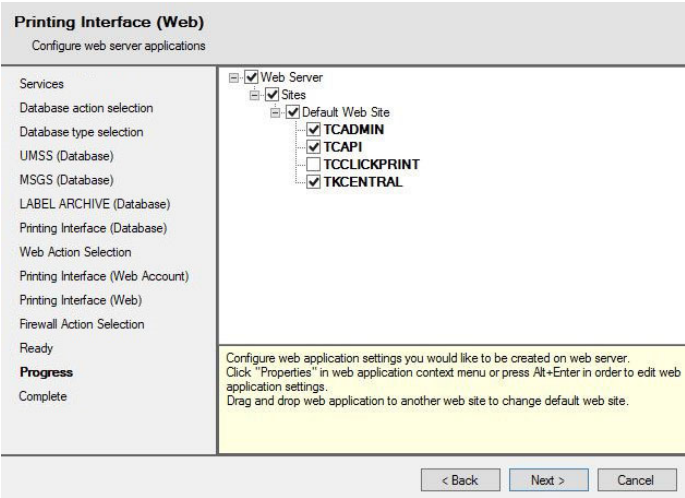 Printing Interface (Web)
Configure web server applications
Services
Database action selection
Database type selection
UMSS (Database)
MSGS (Database)
LABEL ARCHIVE (Database)
Printing Interface (Database)
Web Action Selection
Printing Interface (Web Account)
Printing Interface (Web)
Firewall Action Selection
Ready
Progress
Complete
Web Server
Sites
Default Web Site
TCADMIN
TCAPI
TCCLICKPRINT
TKCENTRAL
Configure web application settings you would like to be created on web server.
Click "Properties" in web application context menu or press Alt+Enter in order to edit web
application settings.
Drag and drop web application to another web site to change default web site.
< Back
Next >
Cancel